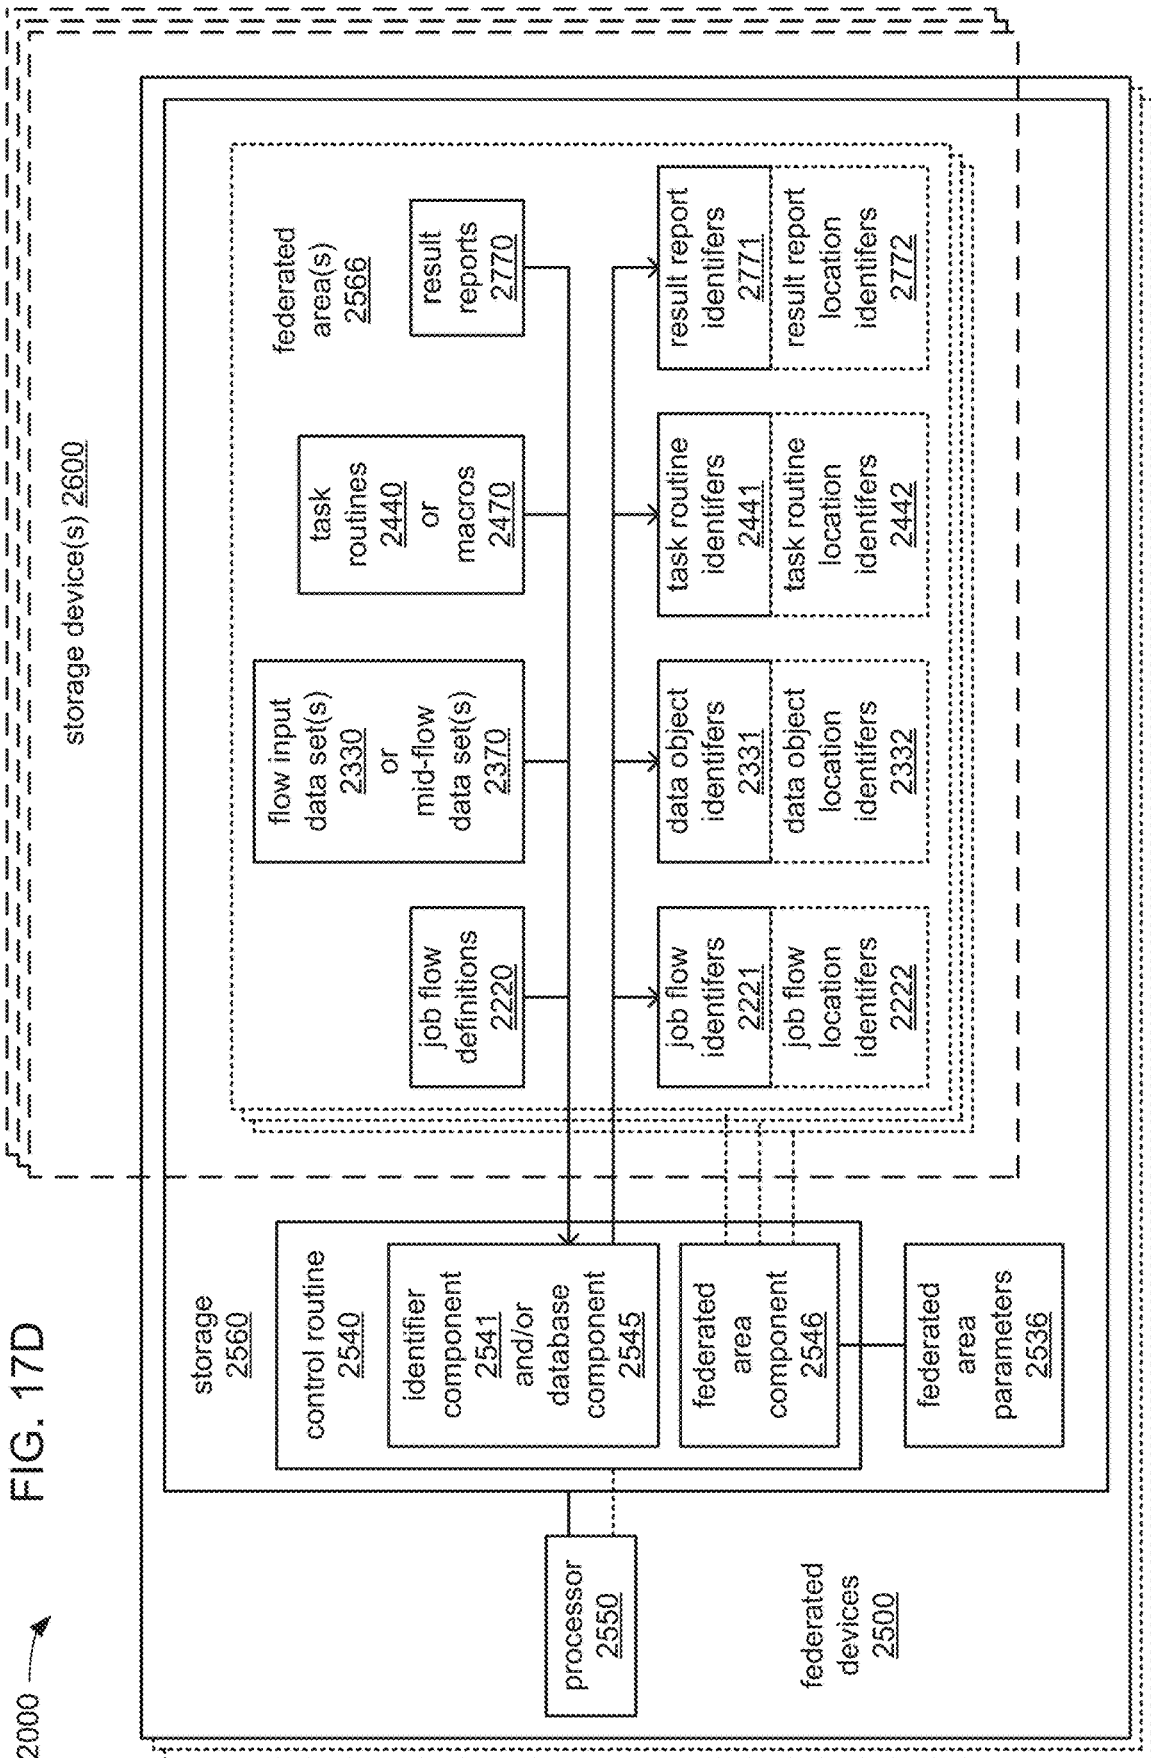 2000
FIG. 17D
storage device(s) 2600
storage
2560
control routine
2540
identifier
component
2541
and/or
database
component
2545
federated
area
component
2546
federated
area
parameters
2536
processor
2550
federated
devices
2500
federated
area(s)
2566
job flow
definitions
2220
flow input
data set(s)
2330
or
mid-flow
data set(s)
2370
task
routines
2440
or
macros
2470
result
reports
2770
job flow
identifers
2221
job flow
location
identifers
2222
data object
identifers
2331
data object
location
identifers
2332
task routine
identifers
2441
task routine
location
identifers
2442
result report
identifers
2771
result report
location
identifers
2772